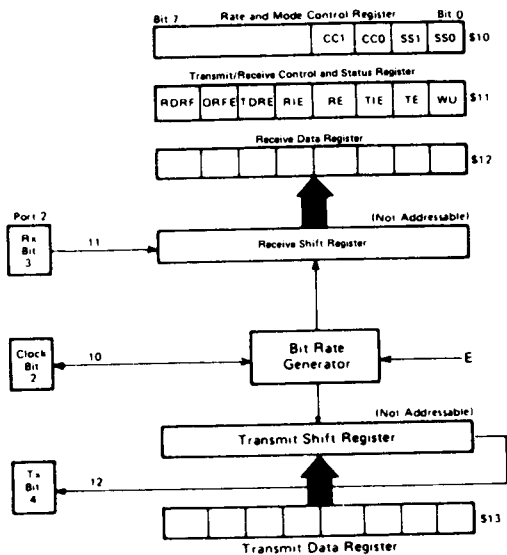 Bit 7 Rate and Mode Control Register Bit 0
CC1 CC0 SS1 SS0 $10
Transmit/Receive Control and Status Register
RDRF ORFE TDRE RIE RE TIE TE WU $11
Receive Data Register
$12
Port 2
(Not Addressable)
Rx
Bit
3
11
Receive Shift Register
Clock
Bit
2
10
Bit Rate
Generator
E
(Not Addressable)
Transmit Shift Register
Tx
Bit
4
12
$13
Transmit Data Register